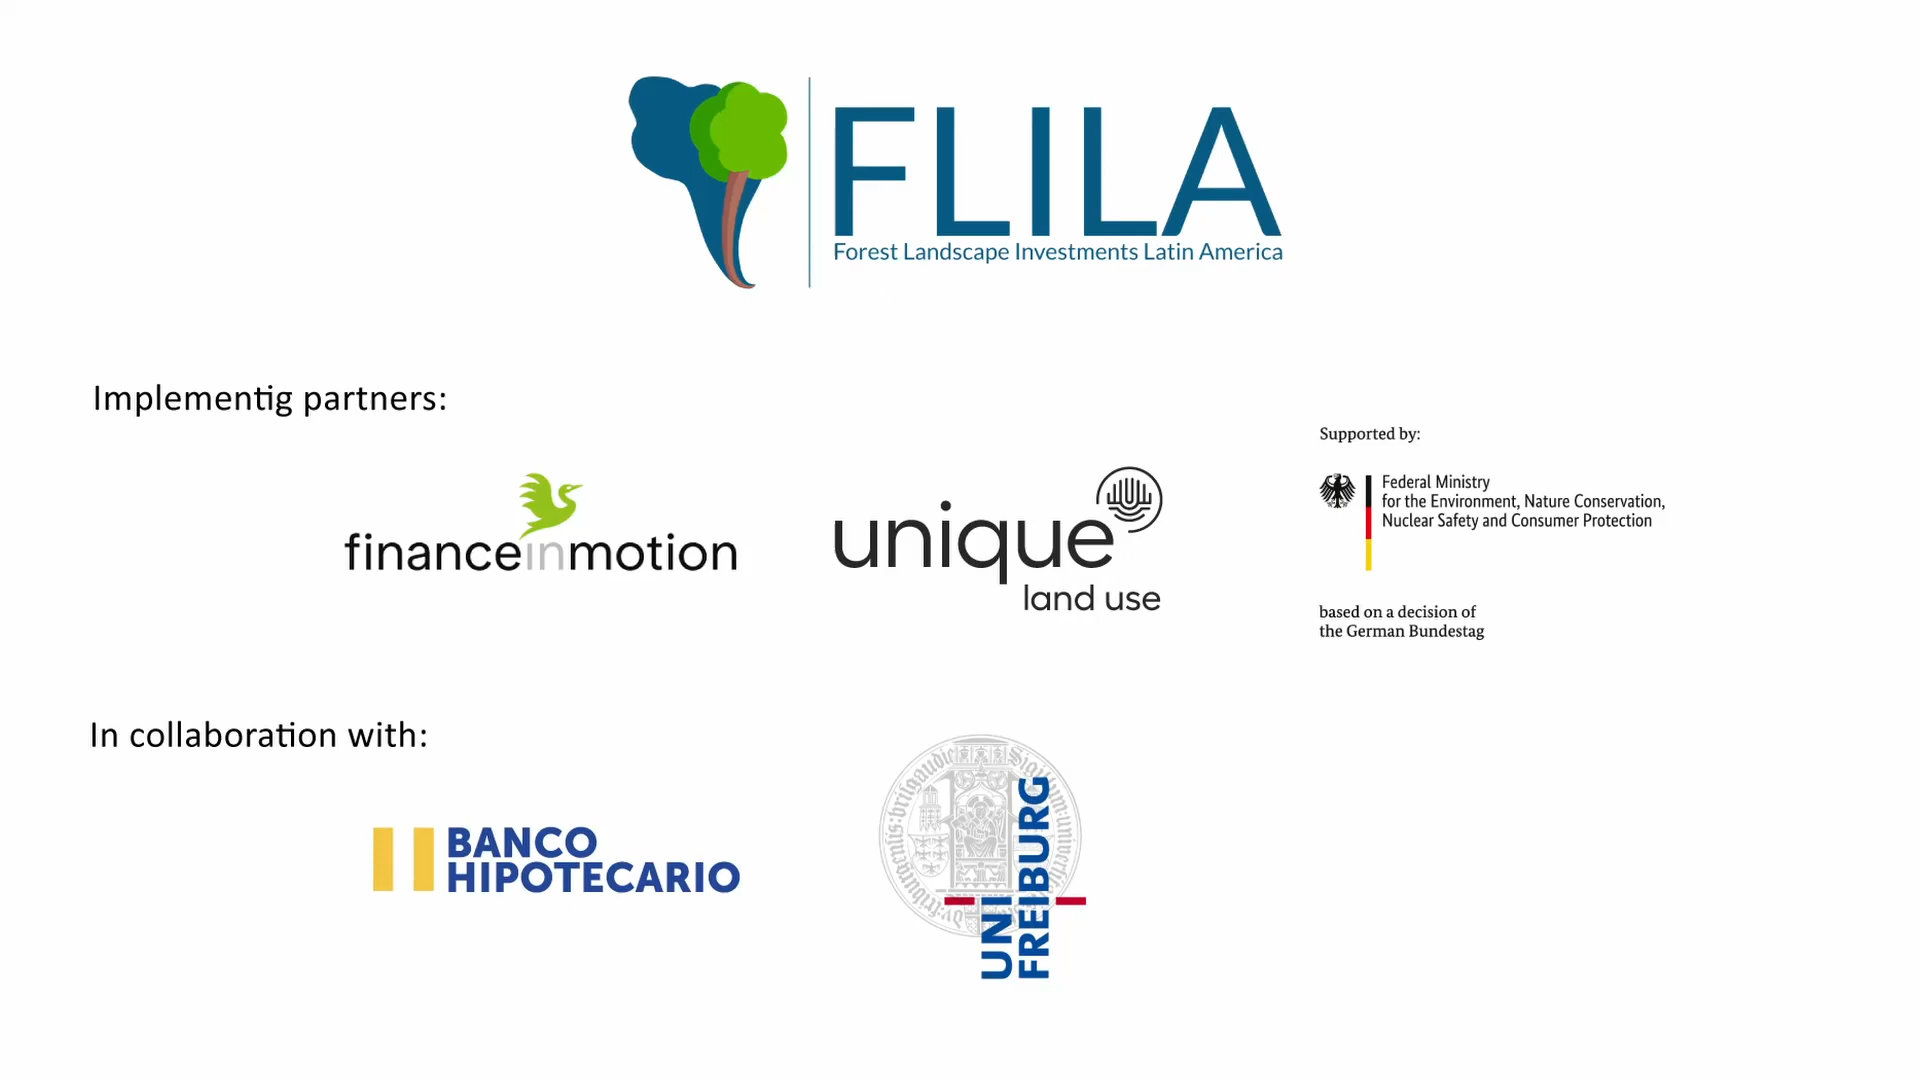 FLILA
Forest Landscape Investments Latin America
Implementig partners:
financeinmotion
unique
land use
Supported by:
Federal Ministry
for the Environment, Nature Conservation,
Nuclear Safety and Consumer Protection
based on a decision of
the German Bundestag
In collaboration with:
BANCO
HIPOTECARIO
UNI
FREIBURG